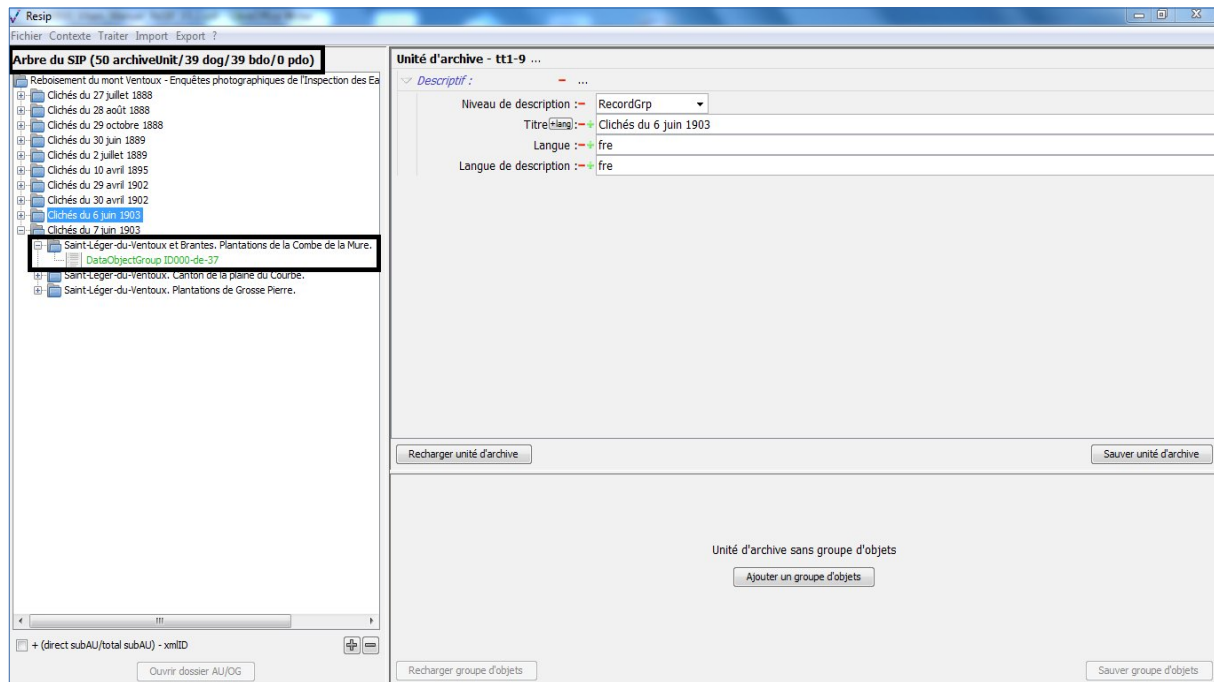 Resip
Fichier Contexte Traiter Import Export ?
Arbre du SIP (50 archiveUnit/39 dog/39 bdo/0 pdo)
Reboisement du mont Ventoux - Enquêtes photographiques de l'Inspection des Ea
Clichés du 27 juillet 1888
Clichés du 28 août 1888
Clichés du 29 octobre 1888
Clichés du 30 juin 1889
Clichés du 2 juillet 1889
Clichés du 10 avril 1895
Clichés du 29 avril 1902
Clichés du 30 avril 1902
Clichés du 6 juin 1903
Clichés du 7 juin 1903
Saint-Léger-du-Ventoux et Brantes. Plantations de la Combe de la Mure.
DataObjectGroup ID000-de-37
Saint-Léger-du-Ventoux. Canton de la plaine du Courbe.
Saint-Léger-du-Ventoux. Plantations de Grosse Pierre.
+ (direct subAU/total subAU) - xmlID
Ouvrir dossier AU/OG
Unité d'archive - tt1-9 ...
Descriptif : - ...
Niveau de description :- RecordGrp
Titre +lang :-+ Clichés du 6 juin 1903
Langue :-+ fre
Langue de description :-+ fre
Recharger unité d'archive
Sauver unité d'archive
Unité d'archive sans groupe d'objets
Ajouter un groupe d'objets
Recharger groupe d'objets
Sauver groupe d'objets